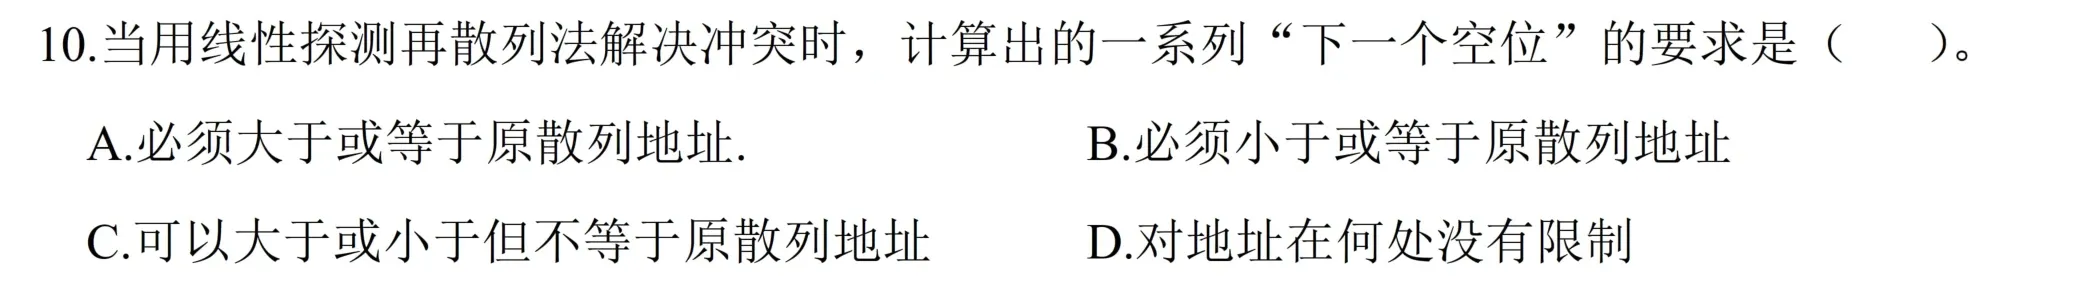 10.当用线性探测再散列法解决冲突时，计算出的一系列“下一个空位”的要求是（　　）。
A.必须大于或等于原散列地址.　　B.必须小于或等于原散列地址
C.可以大于或小于但不等于原散列地址　　D.对地址在何处没有限制